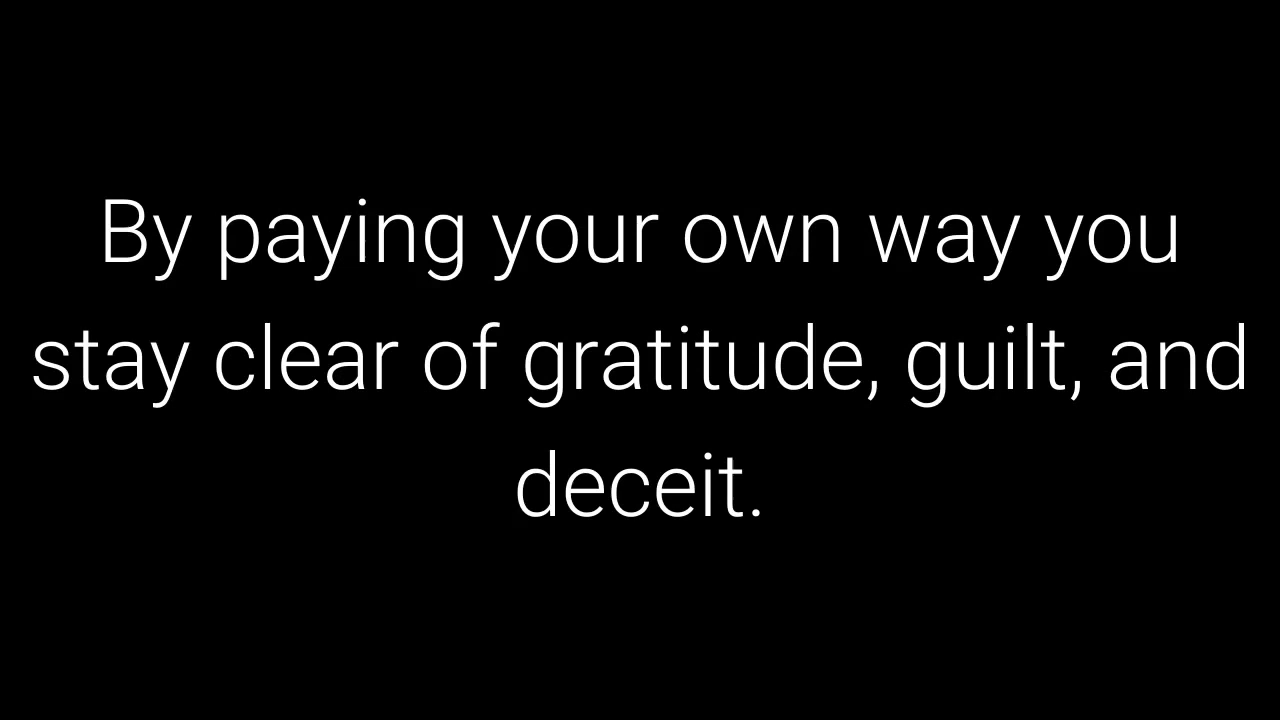 By paying your own way you
stay clear of gratitude, guilt, and
deceit.